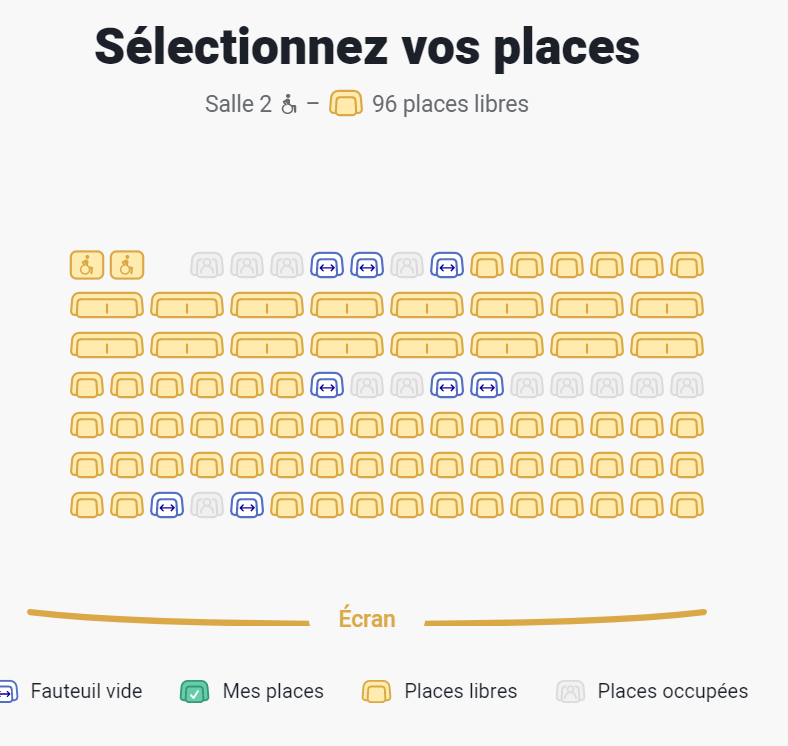 Sélectionnez vos places
Salle 2 – 96 places libres
Écran
Fauteuil vide Mes places Places libres Places occupées